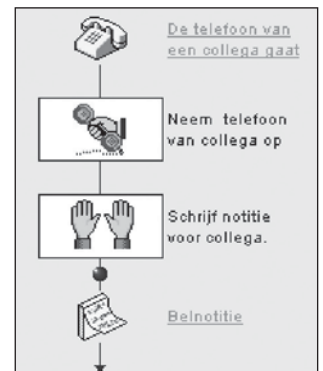 De telefoon van
een collega gaat
Neem telefoon
van collega op
Schrijf notitie
voor collega.
Belnotitie